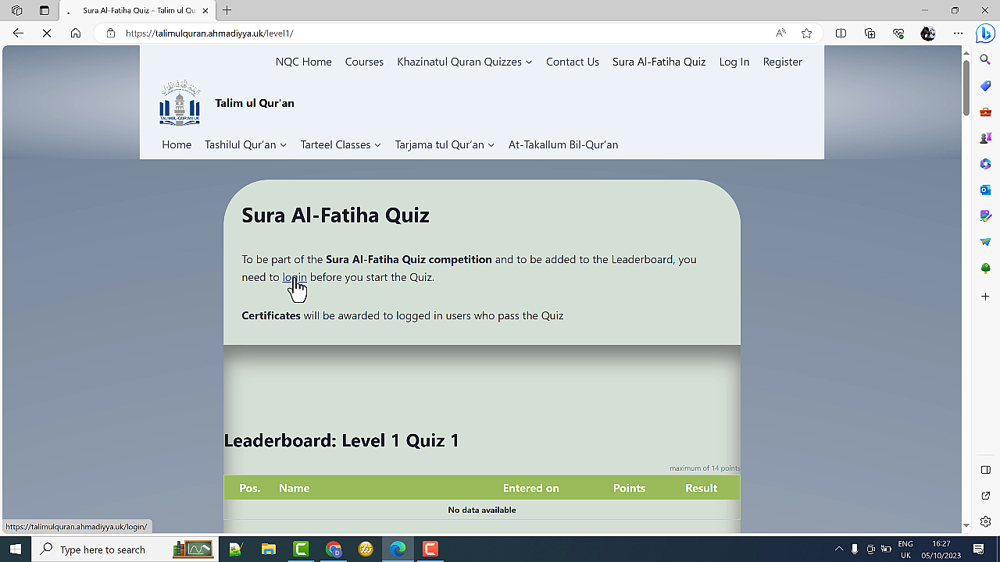 Sura Al-Fatiha Quiz – Talim ul Qu
https://talimulquran.ahmadiyya.uk/level1/
NQC Home Courses Khazinatul Quran Quizzes Contact Us Sura Al-Fatiha Quiz Log In Register
TALIMUL-QUR'AN UK
Talim ul Qur'an
Home Tashilul Qur'an Tarteel Classes Tarjama tul Qur'an At-Takallum Bil-Qur'an
Sura Al-Fatiha Quiz
To be part of the Sura Al-Fatiha Quiz competition and to be added to the Leaderboard, you
need to login before you start the Quiz.
Certificates will be awarded to logged in users who pass the Quiz
Leaderboard: Level 1 Quiz 1
maximum of 14 points
Pos. Name Entered on Points Result
No data available
https://talimulquran.ahmadiyya.uk/login/
Type here to search
ENG 16:27
UK 05/10/2023